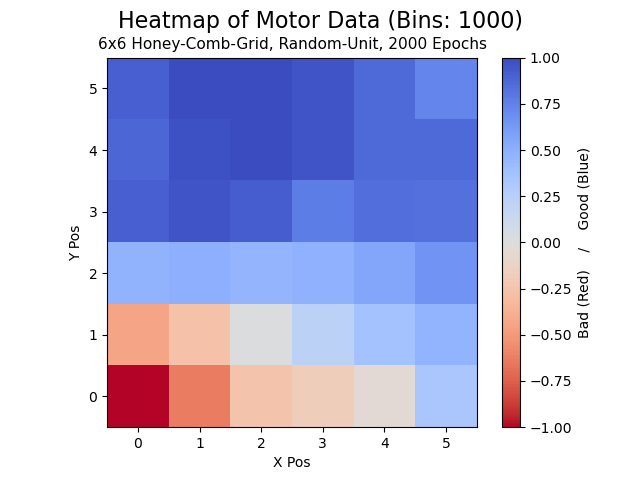 Heatmap of Motor Data (Bins: 1000)
6x6 Honey-Comb-Grid, Random-Unit, 2000 Epochs
Y Pos
5
4
3
2
1
0
0 1 2 3 4 5
X Pos
1.00
0.75
0.50
0.25
0.00
−0.25
−0.50
−0.75
−1.00
Bad (Red) / Good (Blue)